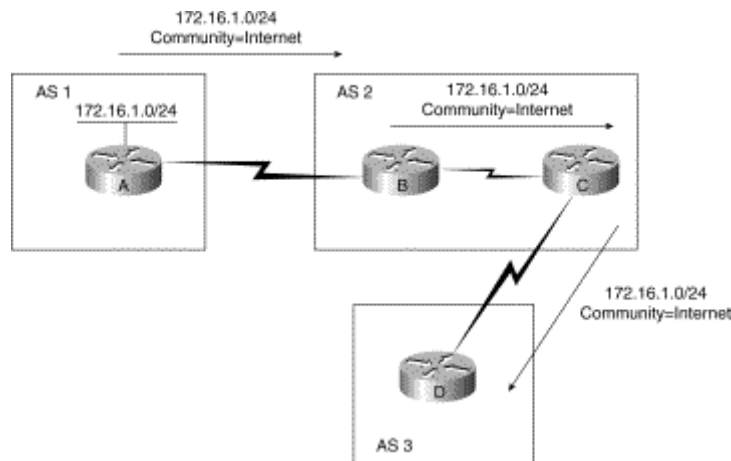 172.16.1.0/24
Community=Internet
AS 1
172.16.1.0/24
A
AS 2
172.16.1.0/24
Community=Internet
B
C
172.16.1.0/24
Community=Internet
D
AS 3